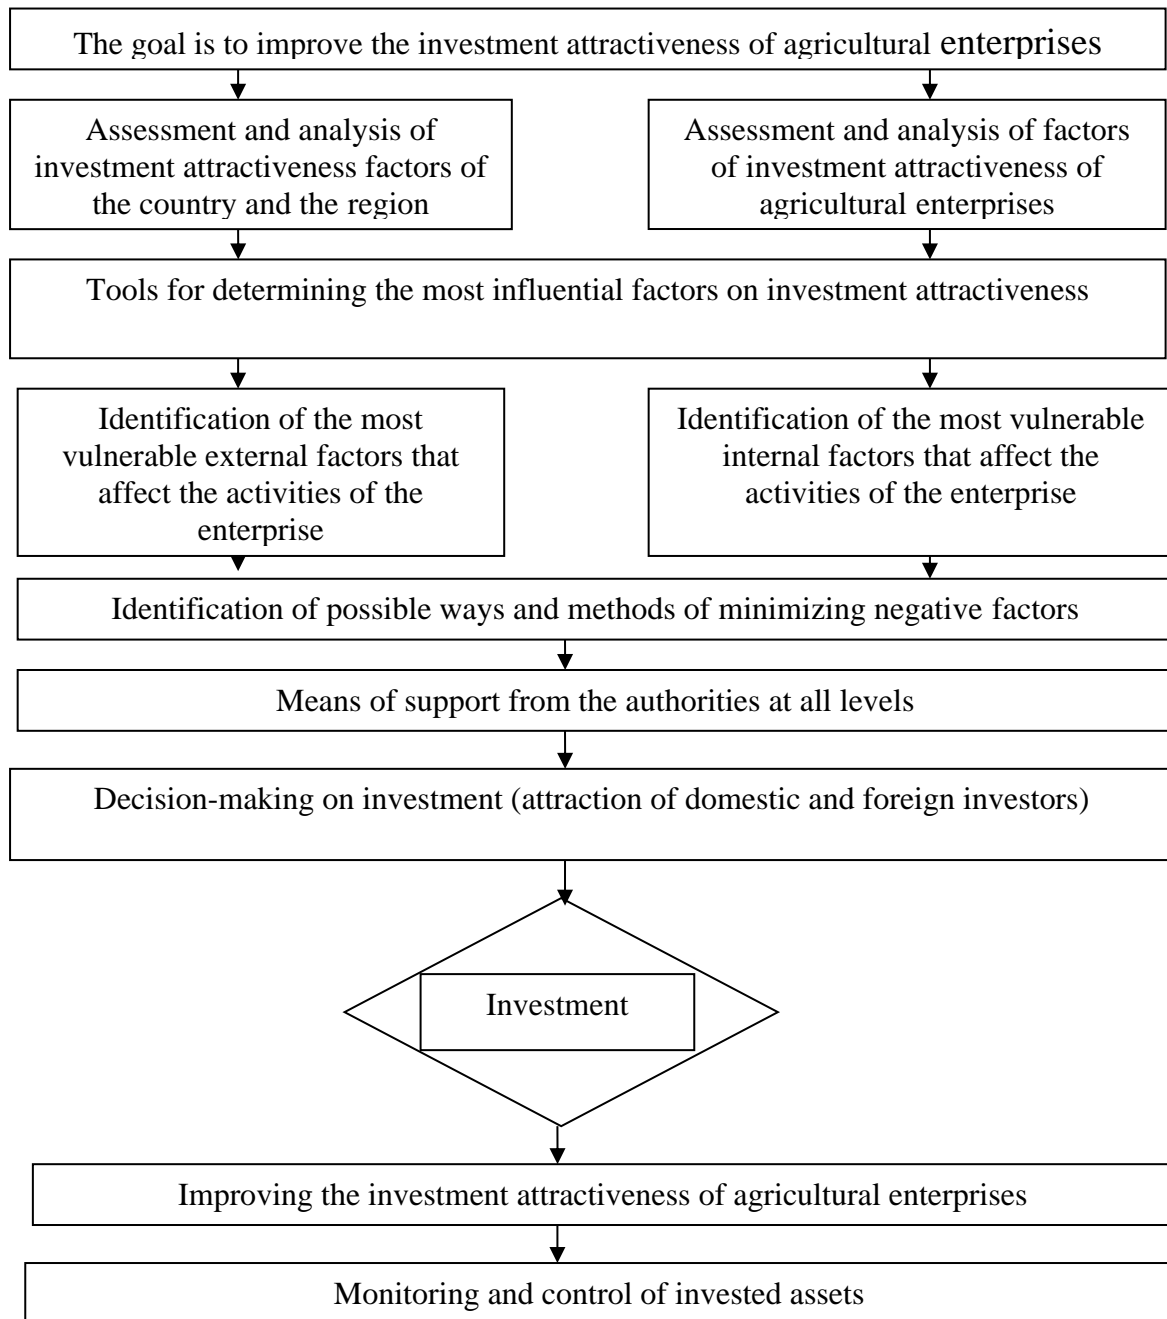 The goal is to improve the investment attractiveness of agricultural enterprises
Assessment and analysis of
investment attractiveness factors of
the country and the region
Assessment and analysis of factors
of investment attractiveness of
agricultural enterprises
Tools for determining the most influential factors on investment attractiveness
Identification of the most
vulnerable external factors that
affect the activities of the
enterprise
Identification of the most vulnerable
internal factors that affect the
activities of the enterprise
Identification of possible ways and methods of minimizing negative factors
Means of support from the authorities at all levels
Decision-making on investment (attraction of domestic and foreign investors)
Investment
Improving the investment attractiveness of agricultural enterprises
Monitoring and control of invested assets